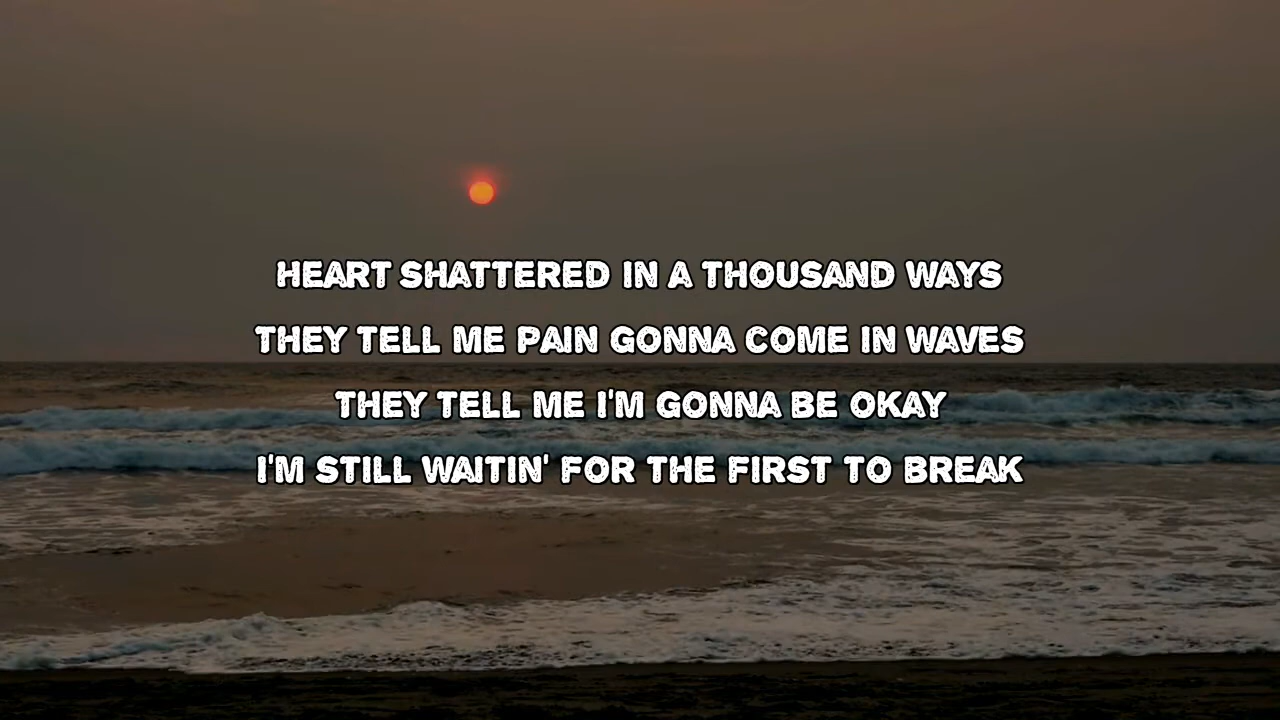 HEART SHATTERED IN A THOUSAND WAYS
THEY TELL ME PAIN GONNA COME IN WAVES
THEY TELL ME I'M GONNA BE OKAY
I'M STILL WAITIN' FOR THE FIRST TO BREAK